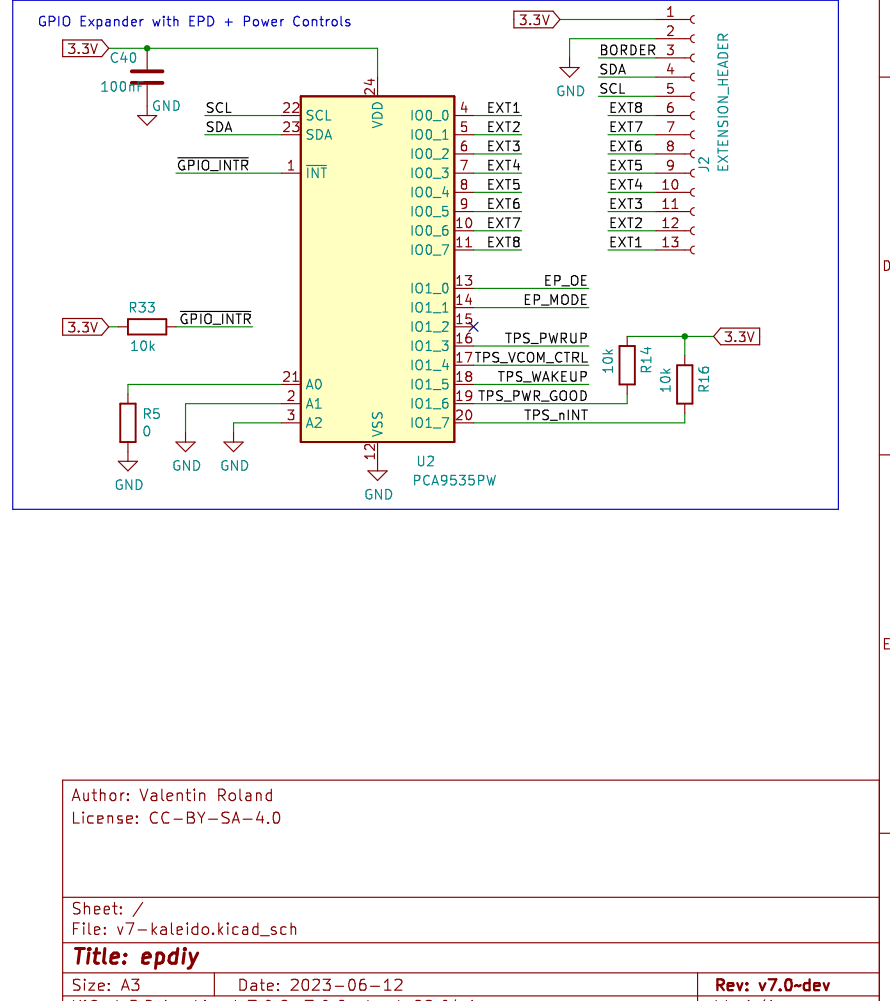 GPIO Expander with EPD + Power Controls
3.3V
C40
100nF
GND
24
VDD
SCL 22 SCL
SDA 23 SDA
GPIO_INTR 1 INT
IO0_0 4 EXT1
IO0_1 5 EXT2
IO0_2 6 EXT3
IO0_3 7 EXT4
IO0_4 8 EXT5
IO0_5 9 EXT6
IO0_6 10 EXT7
IO0_7 11 EXT8
IO1_0 13 EP_OE
IO1_1 14 EP_MODE
IO1_2 15
IO1_3 16 TPS_PWRUP
IO1_4 17 TPS_VCOM_CTRL
IO1_5 18 TPS_WAKEUP
IO1_6 19 TPS_PWR_GOOD
IO1_7 20 TPS_nINT
R33
3.3V GPIO_INTR
10k
21 A0
2 A1
3 A2
R5
0
GND
GND
GND
VSS
12
GND
U2
PCA9535PW
3.3V 1
2
GND
BORDER 3
SDA 4
SCL 5
EXT8 6
EXT7 7
EXT6 8
EXT5 9
EXT4 10
EXT3 11
EXT2 12
EXT1 13
J2
EXTENSION_HEADER
3.3V
10k R14
10k R16
D
E
Author: Valentin Roland
License: CC-BY-SA-4.0
Sheet: /
File: v7-kaleido.kicad_sch
Title: epdiy
Size: A3 Date: 2023-06-12 Rev: v7.0~dev